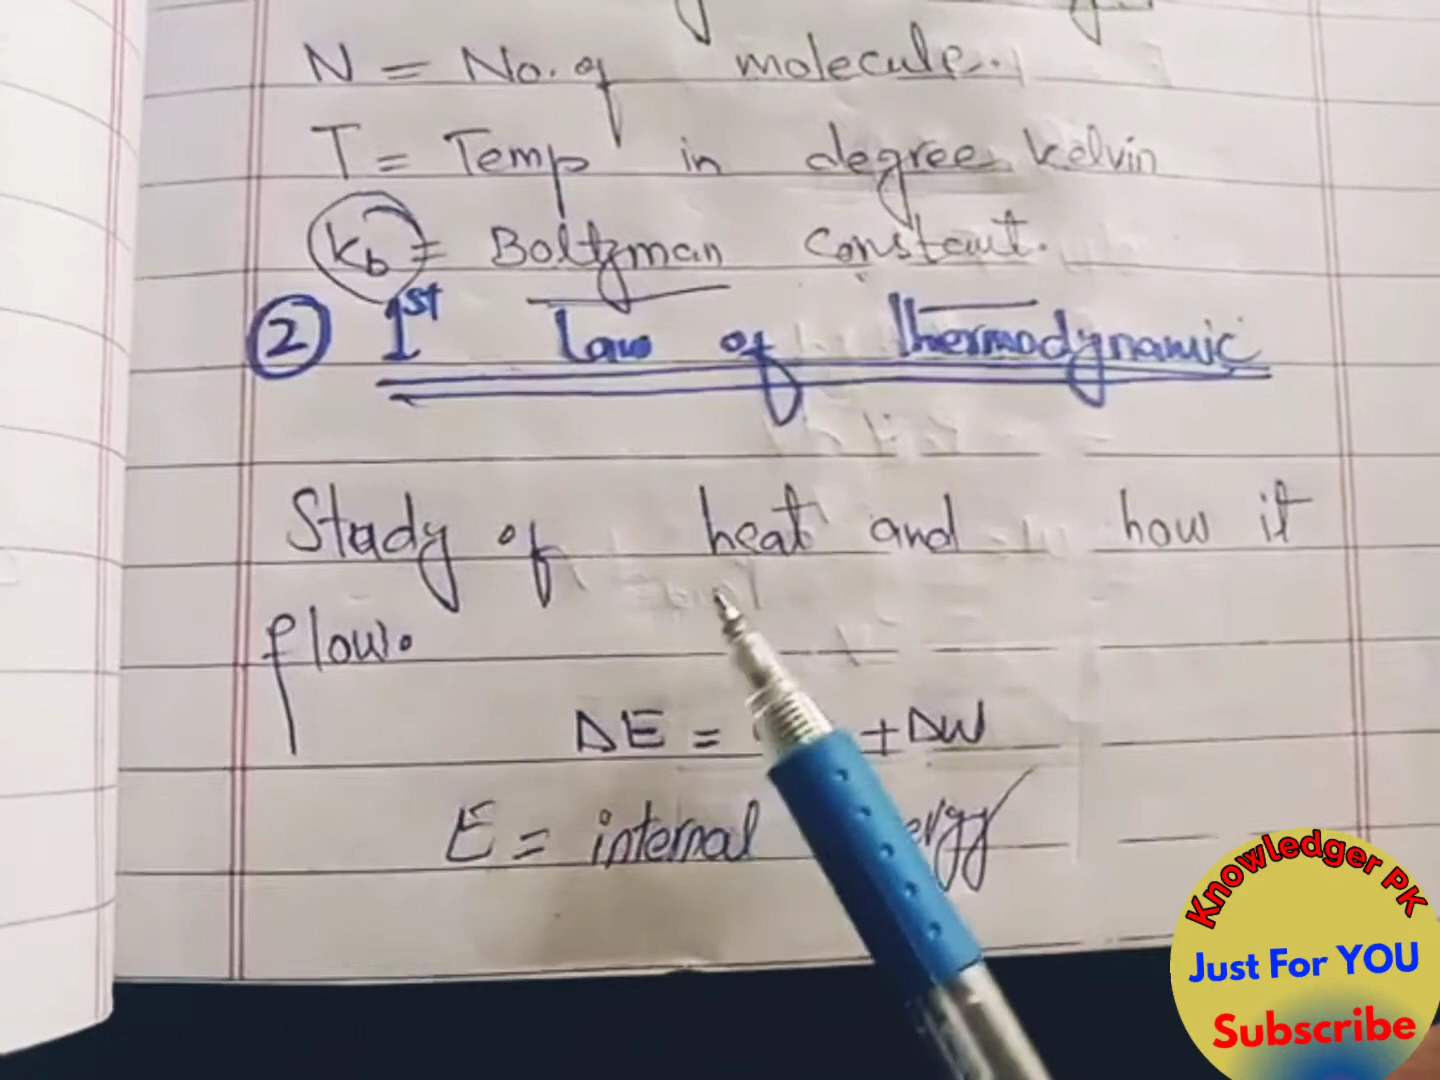 N = No. of molecule.
T = Temp in degree kelvin
kb = Boltzman constant.
② 1st law of thermodynamic
Study of heat and how it
flow.
ΔE = + ΔW
E = internal
Knowledger PK
Just For YOU
Subscribe